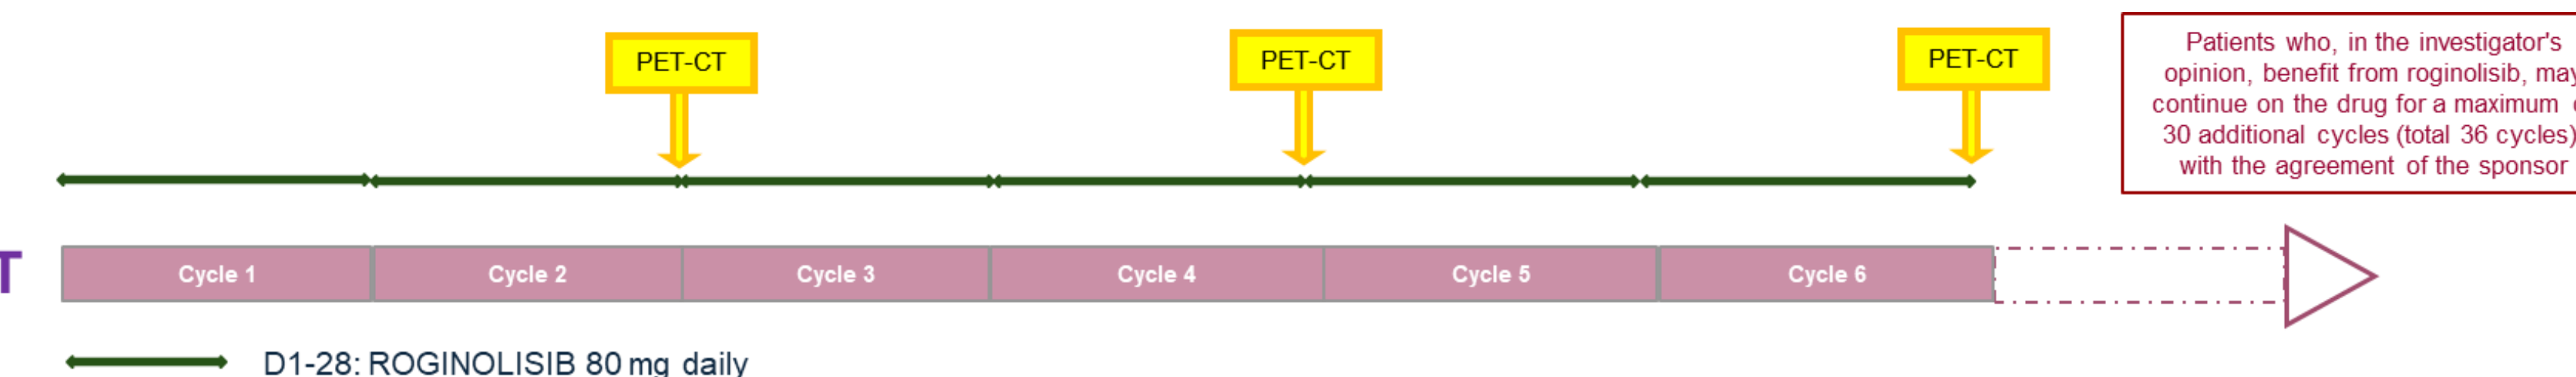 PET-CT
PET-CT
PET-CT
Patients who, in the investigator's
opinion, benefit from roginolisib, may
continue on the drug for a maximum
30 additional cycles (total 36 cycles)
with the agreement of the sponsor
T
Cycle 1
Cycle 2
Cycle 3
Cycle 4
Cycle 5
Cycle 6
D1-28: ROGINOLISIB 80 mg daily